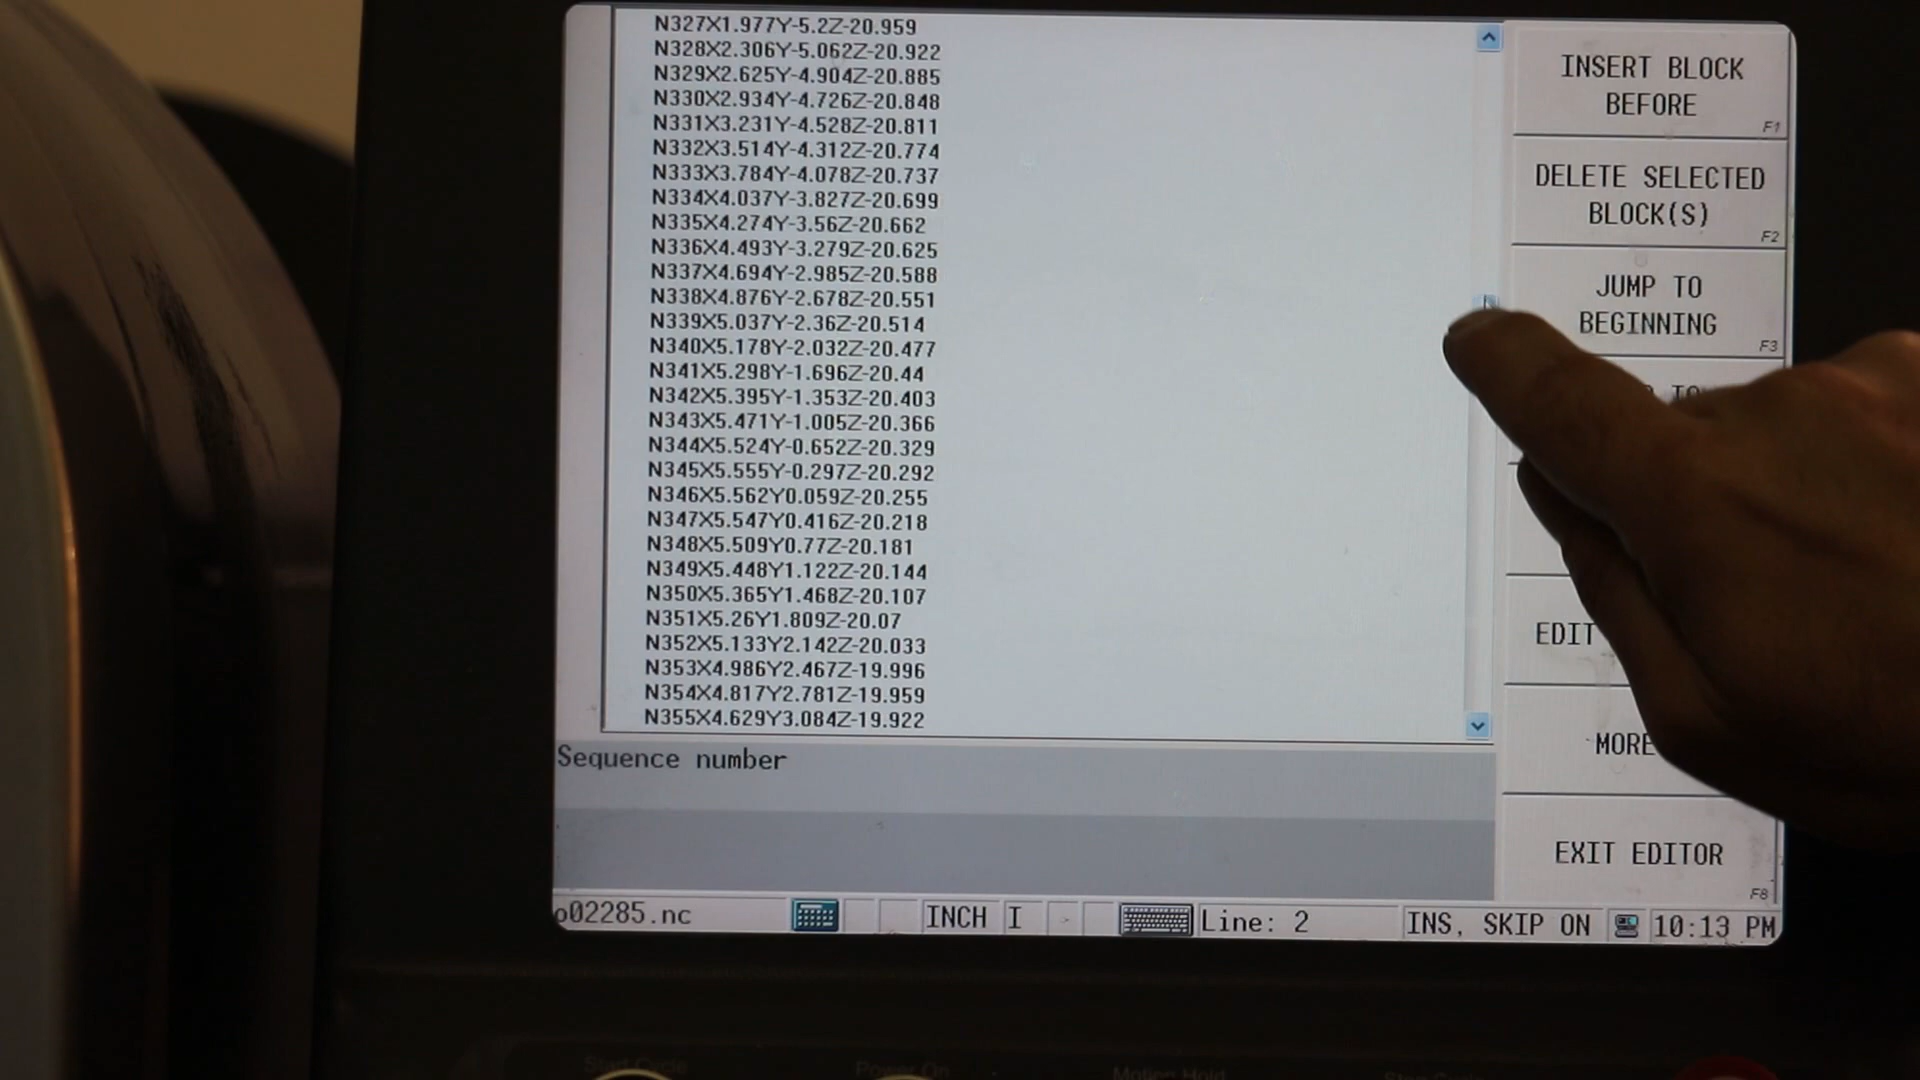 N327X1.977Y-5.2Z-20.959
N328X2.306Y-5.062Z-20.922
N329X2.625Y-4.904Z-20.885
N330X2.934Y-4.726Z-20.848
N331X3.231Y-4.528Z-20.811
N332X3.514Y-4.312Z-20.774
N333X3.784Y-4.078Z-20.737
N334X4.037Y-3.827Z-20.699
N335X4.274Y-3.56Z-20.662
N336X4.493Y-3.279Z-20.625
N337X4.694Y-2.985Z-20.588
N338X4.876Y-2.678Z-20.551
N339X5.037Y-2.36Z-20.514
N340X5.178Y-2.032Z-20.477
N341X5.298Y-1.696Z-20.44
N342X5.395Y-1.353Z-20.403
N343X5.471Y-1.005Z-20.366
N344X5.524Y-0.652Z-20.329
N345X5.555Y-0.297Z-20.292
N346X5.562Y0.059Z-20.255
N347X5.547Y0.416Z-20.218
N348X5.509Y0.77Z-20.181
N349X5.448Y1.122Z-20.144
N350X5.365Y1.468Z-20.107
N351X5.26Y1.809Z-20.07
N352X5.133Y2.142Z-20.033
N353X4.986Y2.467Z-19.996
N354X4.817Y2.781Z-19.959
N355X4.629Y3.084Z-19.922
Sequence number
INSERT BLOCK
BEFORE
F1
DELETE SELECTED
BLOCK(S)
F2
JUMP TO
BEGINNING
F3
TO
EDIT
MORE
EXIT EDITOR
F8
o02285.nc INCH I Line: 2 INS, SKIP ON 10:13 PM
Start Cycle Power On Motion Hold